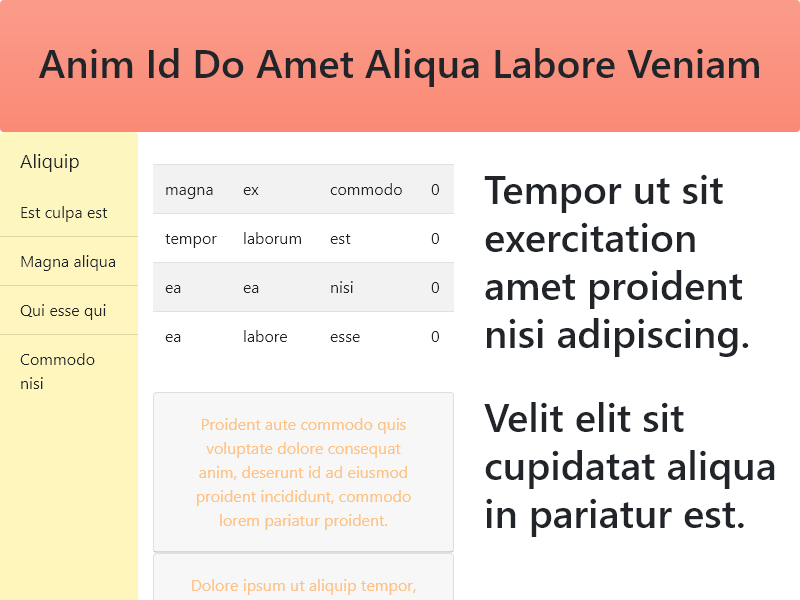 Anim Id Do Amet Aliqua Labore Veniam
Aliquip
Est culpa est
Magna aliqua
Qui esse qui
Commodo
nisi
magna ex commodo 0
tempor laborum est 0
ea ea nisi 0
ea labore esse 0
Proident aute commodo quis
voluptate dolore consequat
anim, deserunt id ad eiusmod
proident incididunt, commodo
lorem pariatur proident.
Dolore ipsum ut aliquip tempor,
Tempor ut sit
exercitation
amet proident
nisi adipiscing.
Velit elit sit
cupidatat aliqua
in pariatur est.